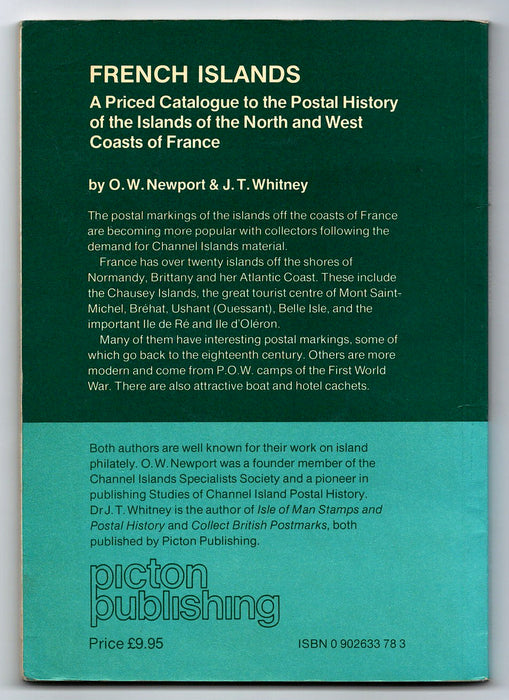 FRENCH ISLANDS
A Priced Catalogue to the Postal History
of the Islands of the North and West
Coasts of France
by O. W. Newport & J. T. Whitney
The postal markings of the islands off the coasts of France
are becoming more popular with collectors following the
demand for Channel Islands material.
France has over twenty islands off the shores of
Normandy, Brittany and her Atlantic Coast. These include
the Chausey Islands, the great tourist centre of Mont Saint-
Michel, Bréhat, Ushant (Ouessant), Belle Isle, and the
important Ile de Ré and Ile d'Oléron.
Many of them have interesting postal markings, some of
which go back to the eighteenth century. Others are more
modern and come from P.O.W. camps of the First World
War. There are also attractive boat and hotel cachets.
Both authors are well known for their work on island
philately. O. W. Newport was a founder member of the
Channel Islands Specialists Society and a pioneer in
publishing Studies of Channel Island Postal History.
Dr J. T. Whitney is the author of Isle of Man Stamps and
Postal History and Collect British Postmarks, both
published by Picton Publishing.
picton
publishing
Price £9.95 ISBN 0 902633 78 3